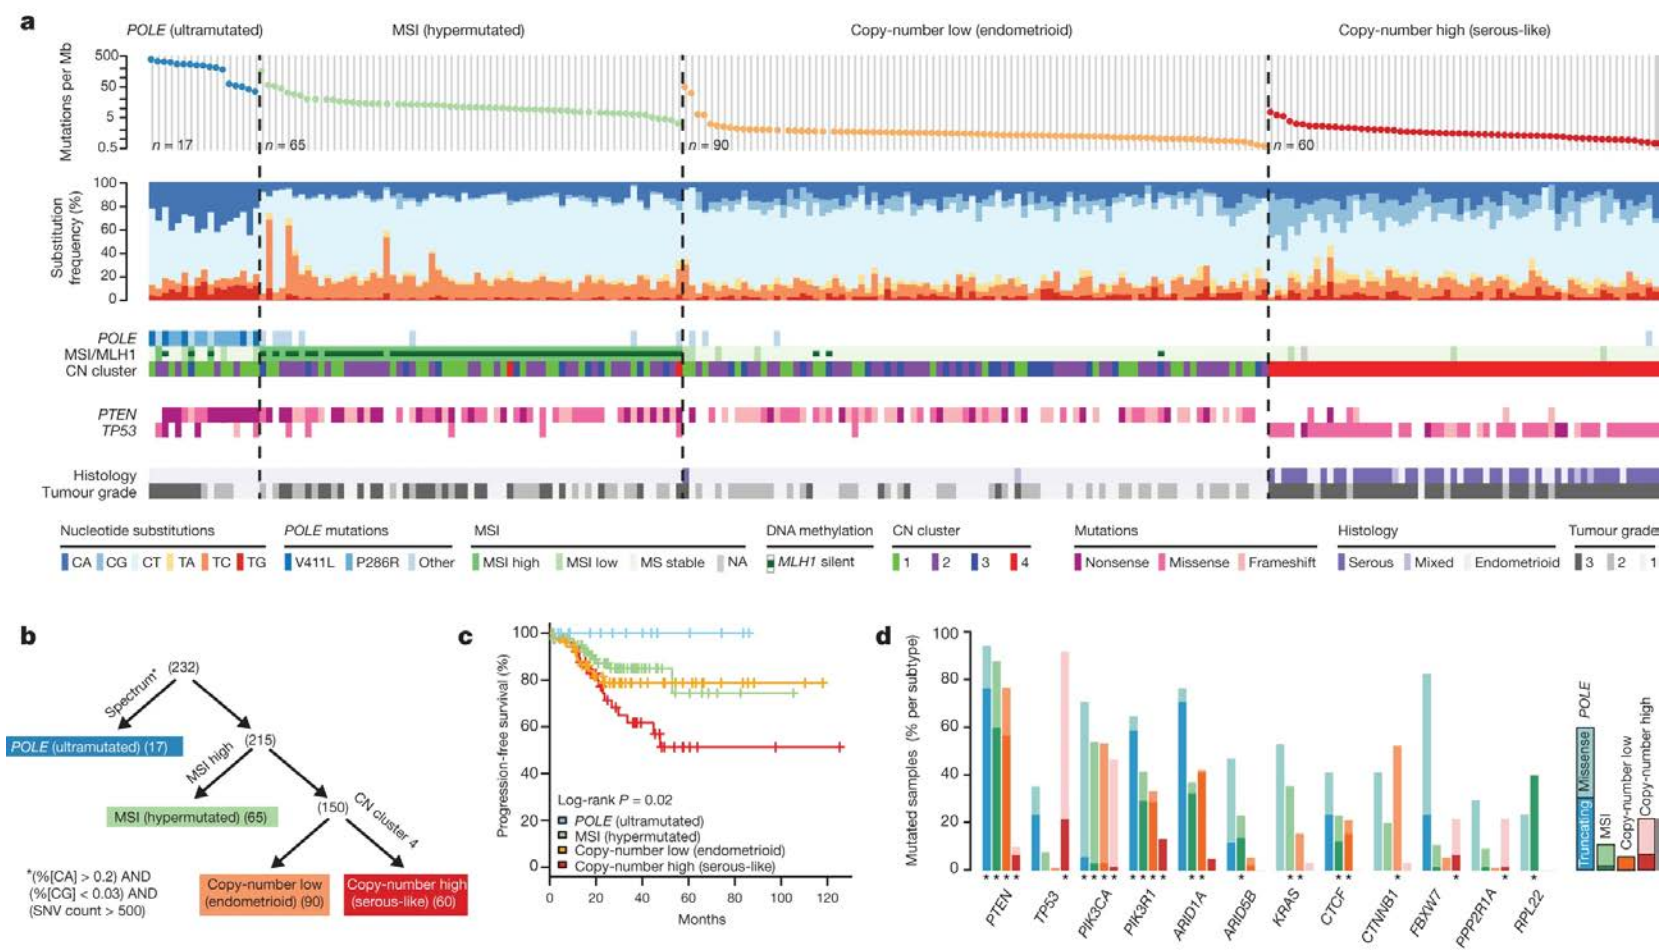 a
POLE (ultramutated) MSI (hypermutated) Copy-number low (endometrioid) Copy-number high (serous-like)
Mutations per Mb
500
50
5
0.5
n = 17 n = 65 n = 90 n = 60
Substitution
frequency (%)
100
80
60
40
20
0
POLE
MSI/MLH1
CN cluster
PTEN
TP53
Histology
Tumour grade
Nucleotide substitutions POLE mutations MSI DNA methylation CN cluster Mutations Histology Tumour grade
CA CG CT TA TC TG V411L P286R Other MSI high MSI low MS stable NA MLH1 silent 1 2 3 4 Nonsense Missense Frameshift Serous Mixed Endometrioid 3 2 1
b
(232)
Spectrum*
POLE (ultramutated) (17)
(215)
MSI high
MSI (hypermutated) (65)
(150)
CN cluster 4
Copy-number low
(endometrioid) (90)
Copy-number high
(serous-like) (60)
*(%[CA] > 0.2) AND
(%[CG] < 0.03) AND
(SNV count > 500)
c
Progression-free survival (%)
100
80
60
40
20
0
Log-rank P = 0.02
POLE (ultramutated)
MSI (hypermutated)
Copy-number low (endometrioid)
Copy-number high (serous-like)
0 20 40 60 80 100 120
Months
d
Mutated samples (% per subtype)
100
80
60
40
20
0
* * * * * * * * * * * * * * * * * * * * * * * * * *
PTEN TP53 PIK3CA PIK3R1 ARID1A ARID5B KRAS CTCF CTNNB1 FBXW7 PPP2R1A RPL22
Truncating Missense POLE
MSI
Copy-number low
Copy-number high